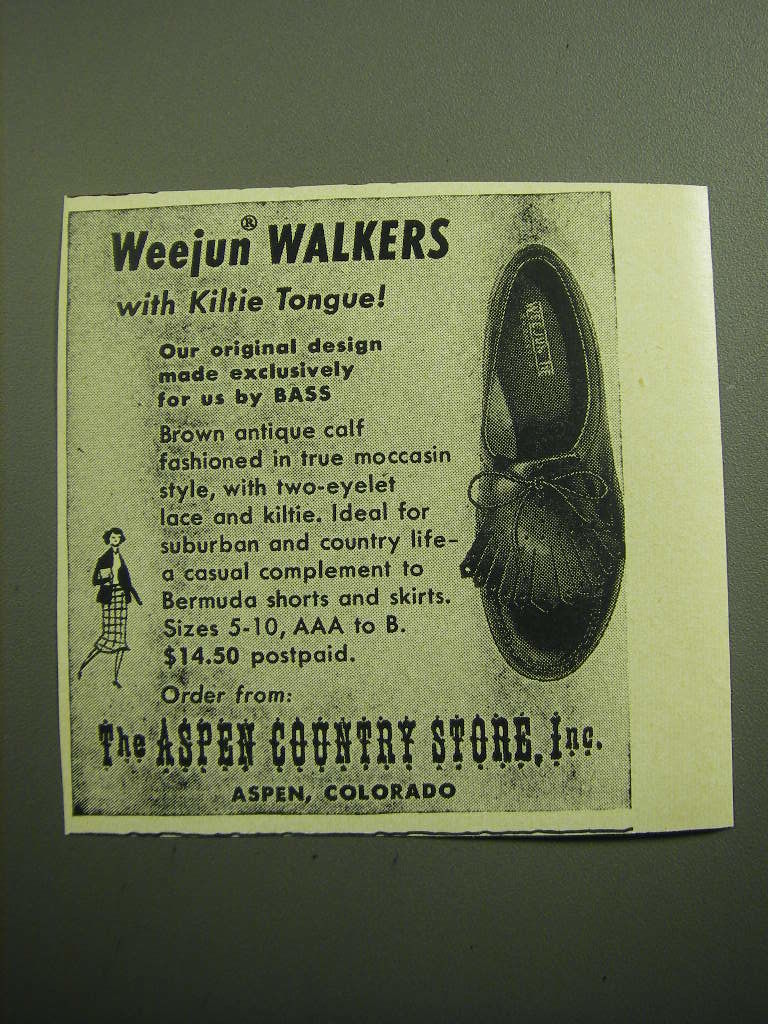 Weejun® WALKERS
with Kiltie Tongue!
Our original design
made exclusively
for us by BASS
Brown antique calf
fashioned in true moccasin
style, with two-eyelet
lace and kiltie. Ideal for
suburban and country life–
a casual complement to
Bermuda shorts and skirts.
Sizes 5-10, AAA to B.
$14.50 postpaid.
Order from:
The ASPEN COUNTRY STORE, Inc.
ASPEN, COLORADO